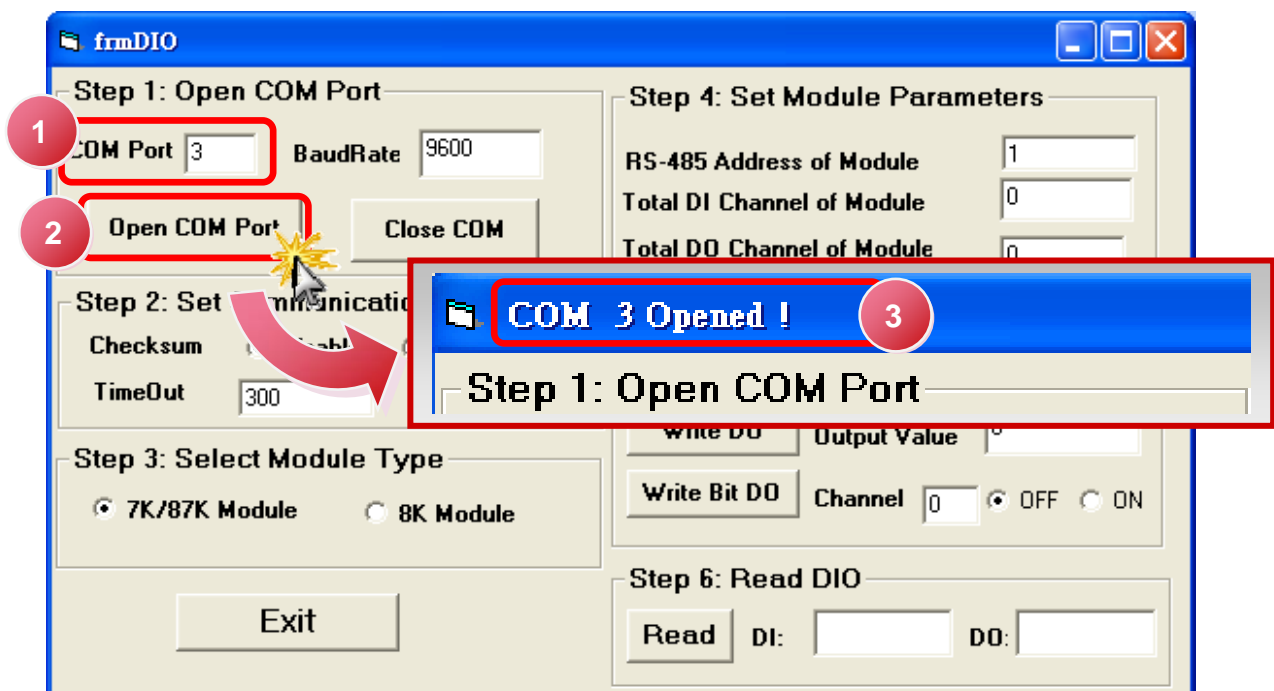 frmDIO
Step 1: Open COM Port
1
COM Port 3 BaudRate 9600
2
Open COM Port Close COM
Step 2: Set
Checksum
TimeOut 300
Step 3: Select Module Type
7K/87K Module 8K Module
Exit
Step 4: Set Module Parameters
RS-485 Address of Module 1
Total DI Channel of Module 0
Total DO Channel of Module 0
COM 3 Opened !
3
Step 1: Open COM Port
Write DO Output Value 0
Write Bit DO Channel 0 OFF ON
Step 6: Read DIO
Read DI: DO: